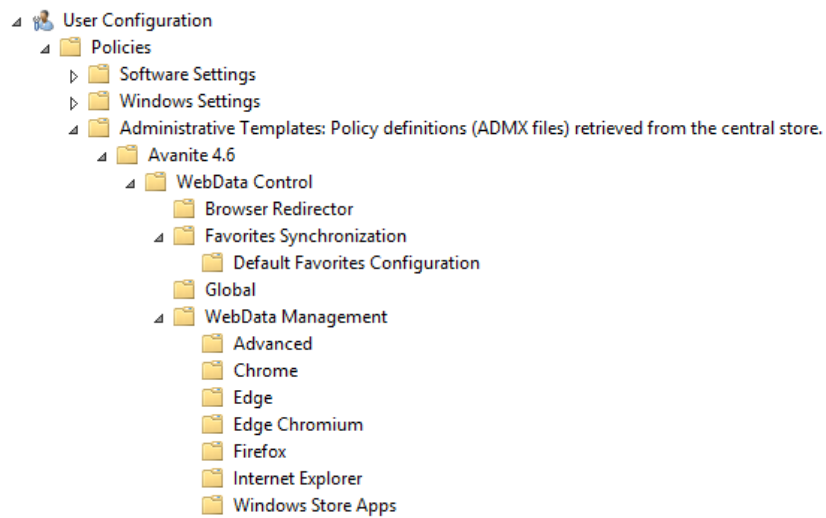 User Configuration
Policies
Software Settings
Windows Settings
Administrative Templates: Policy definitions (ADMX files) retrieved from the central store.
Avanite 4.6
WebData Control
Browser Redirector
Favorites Synchronization
Default Favorites Configuration
Global
WebData Management
Advanced
Chrome
Edge
Edge Chromium
Firefox
Internet Explorer
Windows Store Apps